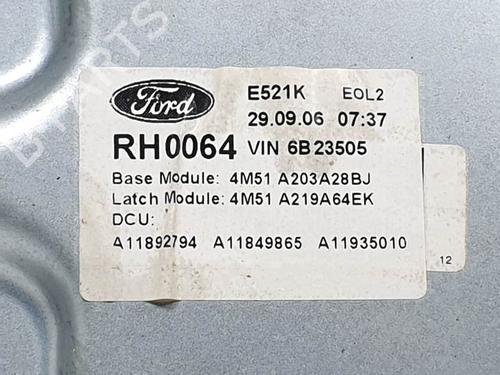 Ford E521K EOL2
29.09.06 07:37
RH0064 VIN 6B23505
Base Module: 4M51 A203A28BJ
Latch Module: 4M51 A219A64EK
DCU:
A11892794 A11849865 A11935010
12